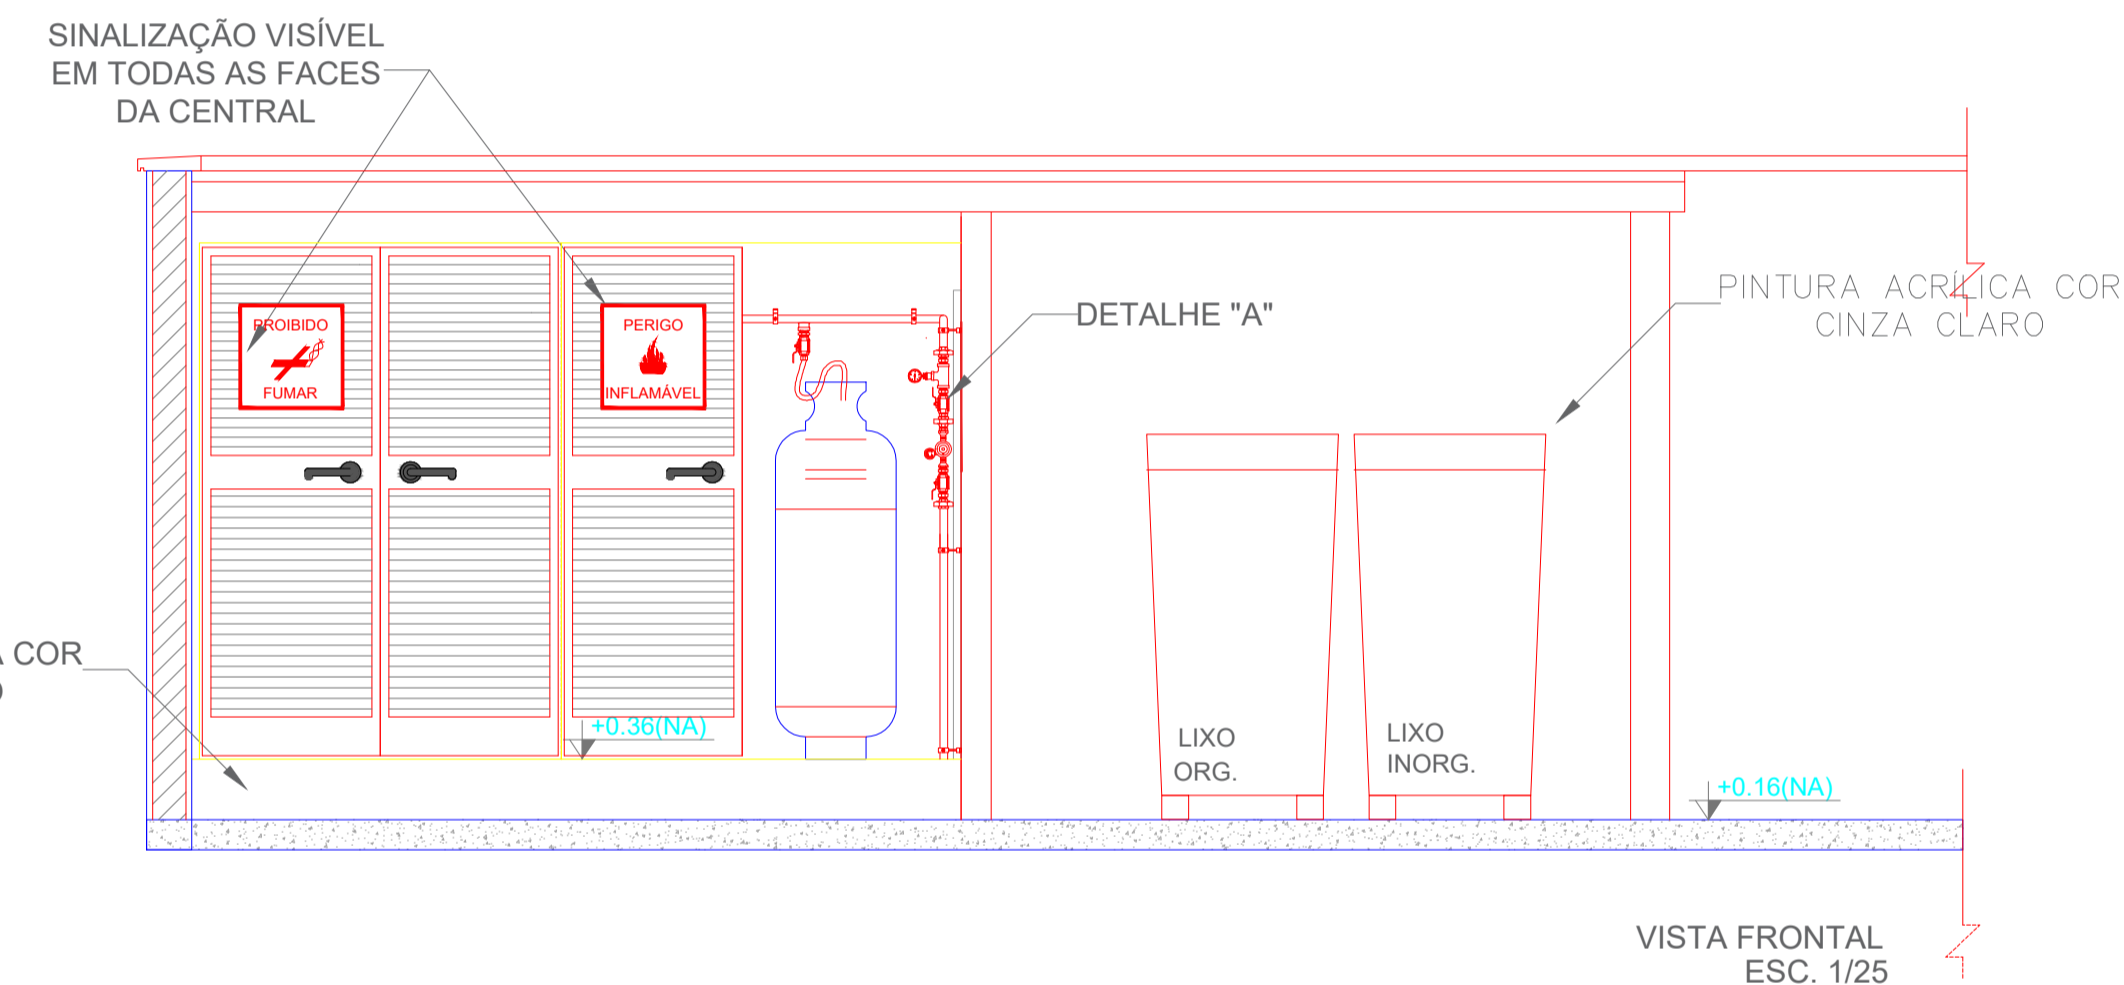 SINALIZAÇÃO VISÍVEL
EM TODAS AS FACES
DA CENTRAL
PROIBIDO
FUMAR
PERIGO
INFLAMÁVEL
DETALHE "A"
PINTURA ACRÍLICA COR
CINZA CLARO
COR
+0.36(NA)
LIXO
ORG.
LIXO
INORG.
+0.16(NA)
VISTA FRONTAL
ESC. 1/25